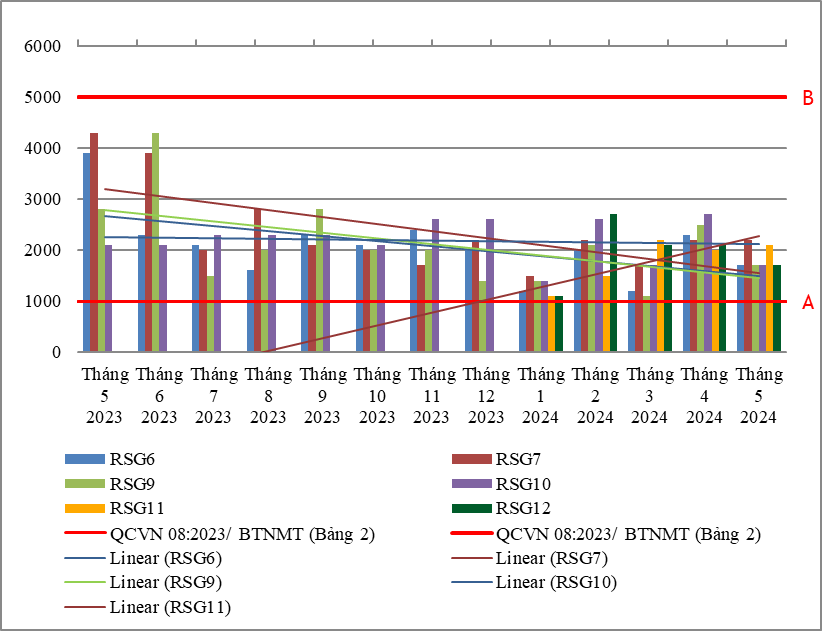 6000
5000
B
4000
3000
2000
1000
A
0
Tháng 5 2023
Tháng 6 2023
Tháng 7 2023
Tháng 8 2023
Tháng 9 2023
Tháng 10 2023
Tháng 11 2023
Tháng 12 2023
Tháng 1 2024
Tháng 2 2024
Tháng 3 2024
Tháng 4 2024
Tháng 5 2024
RSG6
RSG7
RSG9
RSG10
RSG11
RSG12
QCVN 08:2023/ BTNMT (Bảng 2)
QCVN 08:2023/ BTNMT (Bảng 2)
Linear (RSG6)
Linear (RSG7)
Linear (RSG9)
Linear (RSG10)
Linear (RSG11)